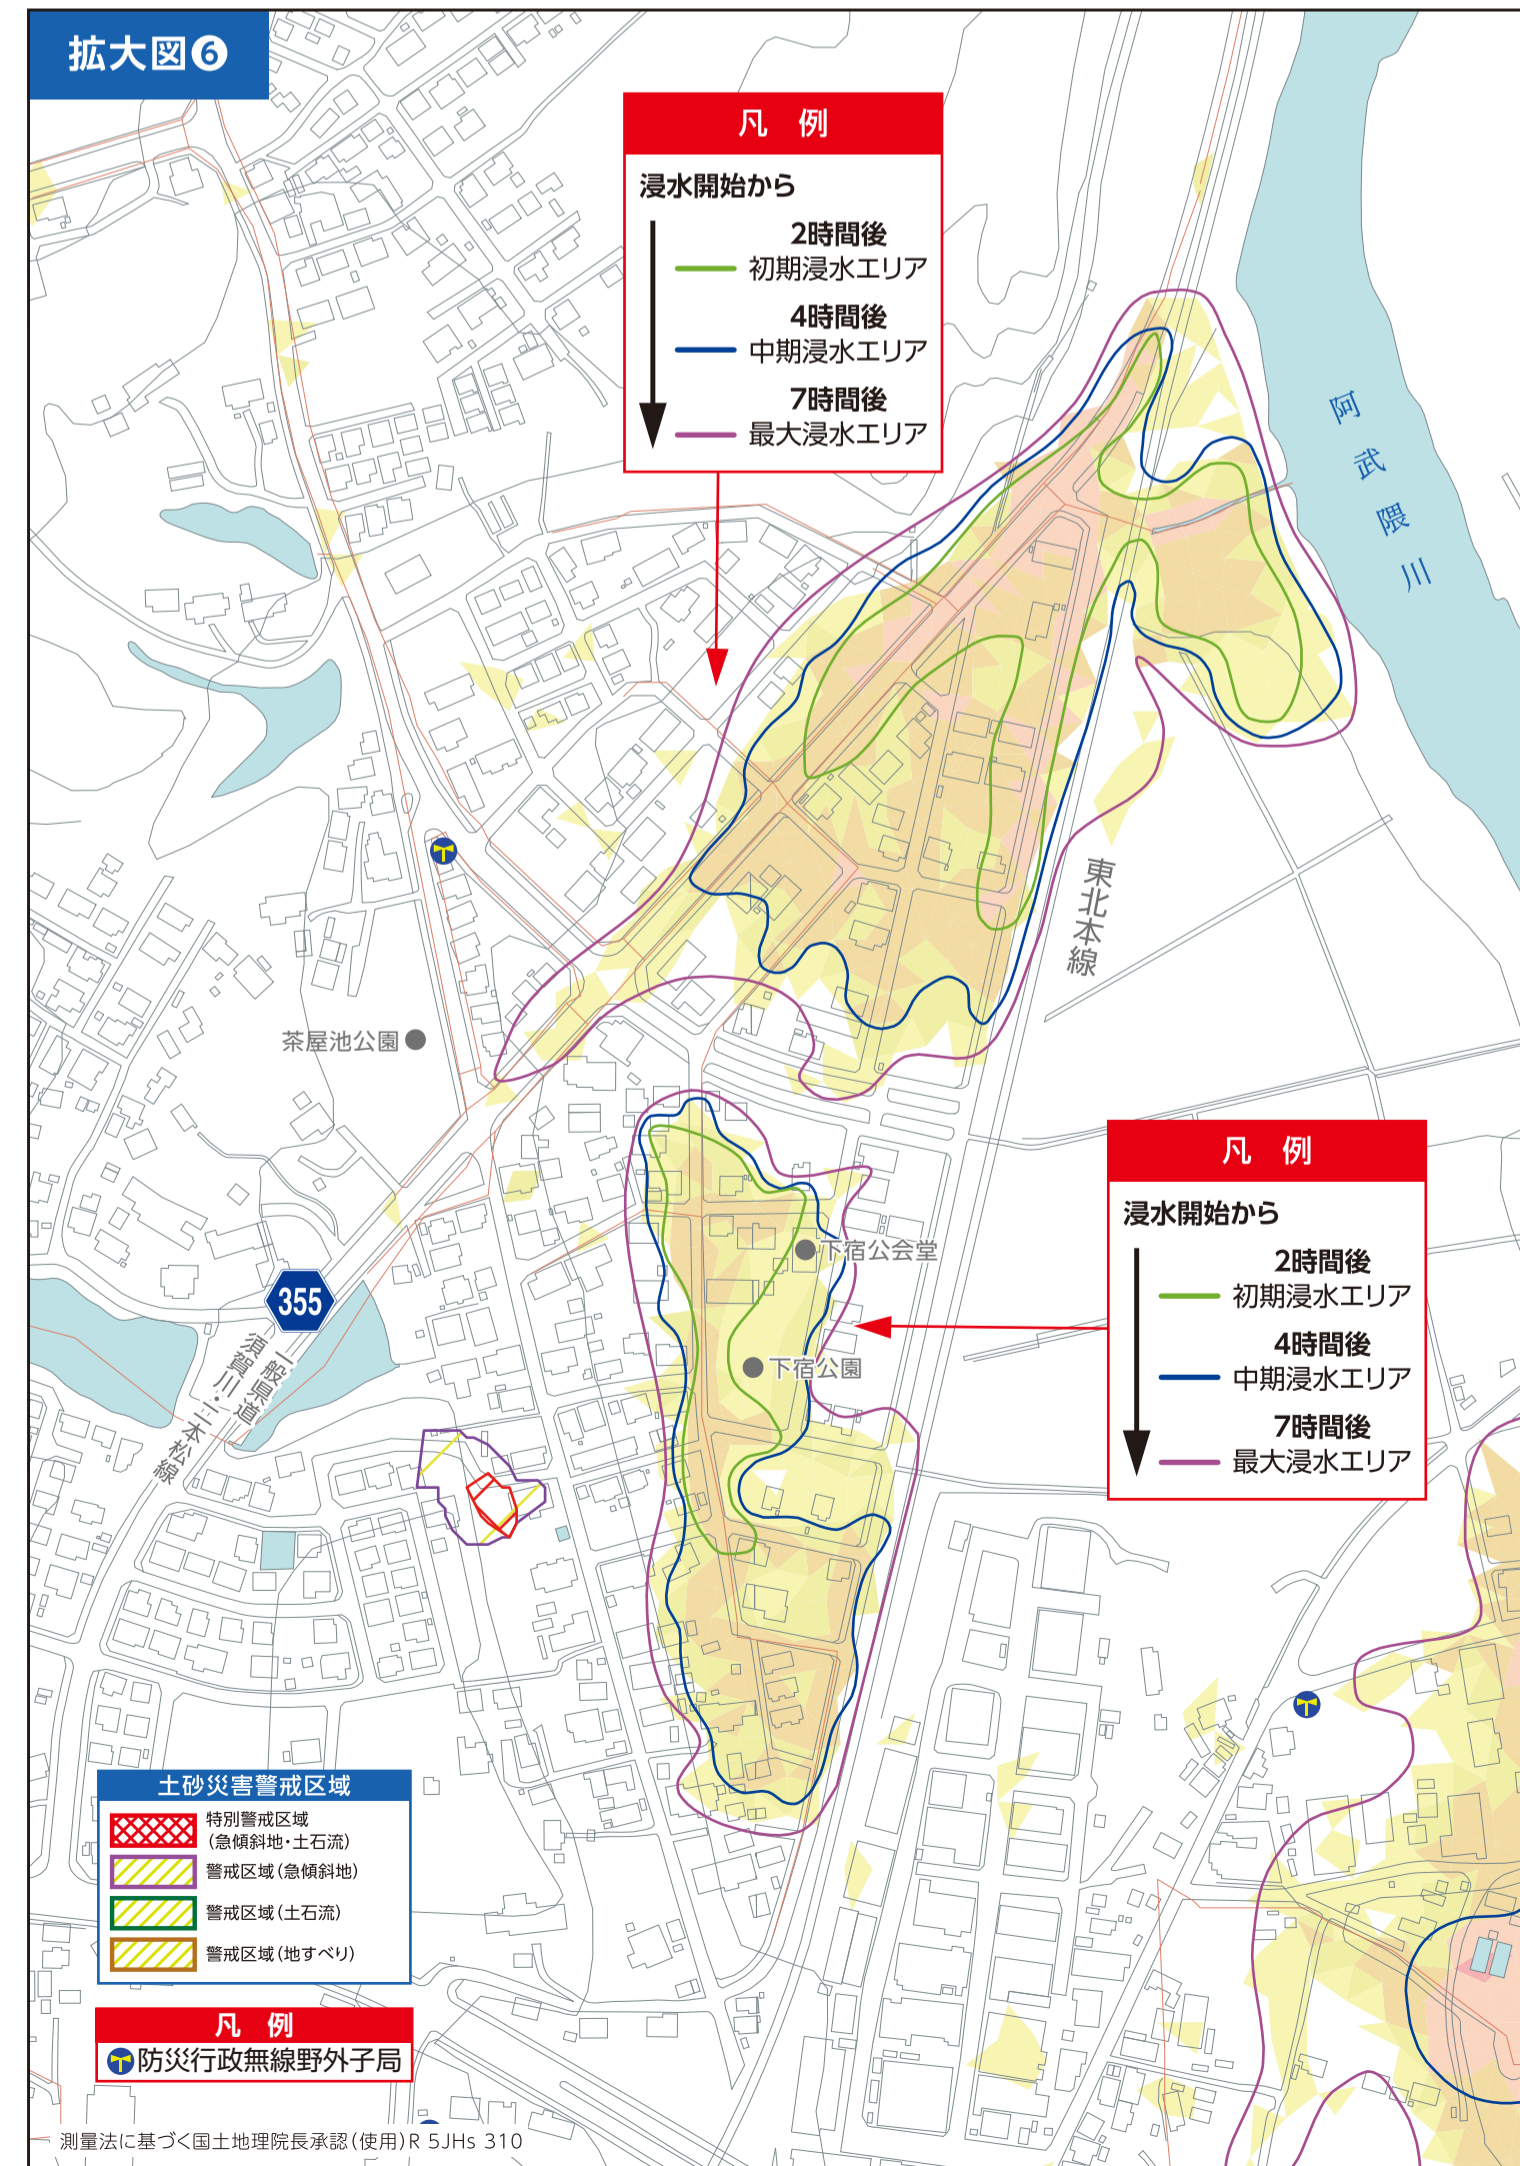 拡大図❻
凡 例
浸水開始から
2時間後
初期浸水エリア
4時間後
中期浸水エリア
7時間後
最大浸水エリア
阿武隈川
東北本線
茶屋池公園
凡 例
浸水開始から
2時間後
初期浸水エリア
4時間後
中期浸水エリア
7時間後
最大浸水エリア
下宿公会堂
下宿公園
355
一般県道
須賀川・二本松線
土砂災害警戒区域
特別警戒区域
(急傾斜地・土石流)
警戒区域(急傾斜地)
警戒区域(土石流)
警戒区域(地すべり)
凡 例
防災行政無線野外子局
測量法に基づく国土地理院長承認(使用)R 5JHs 310